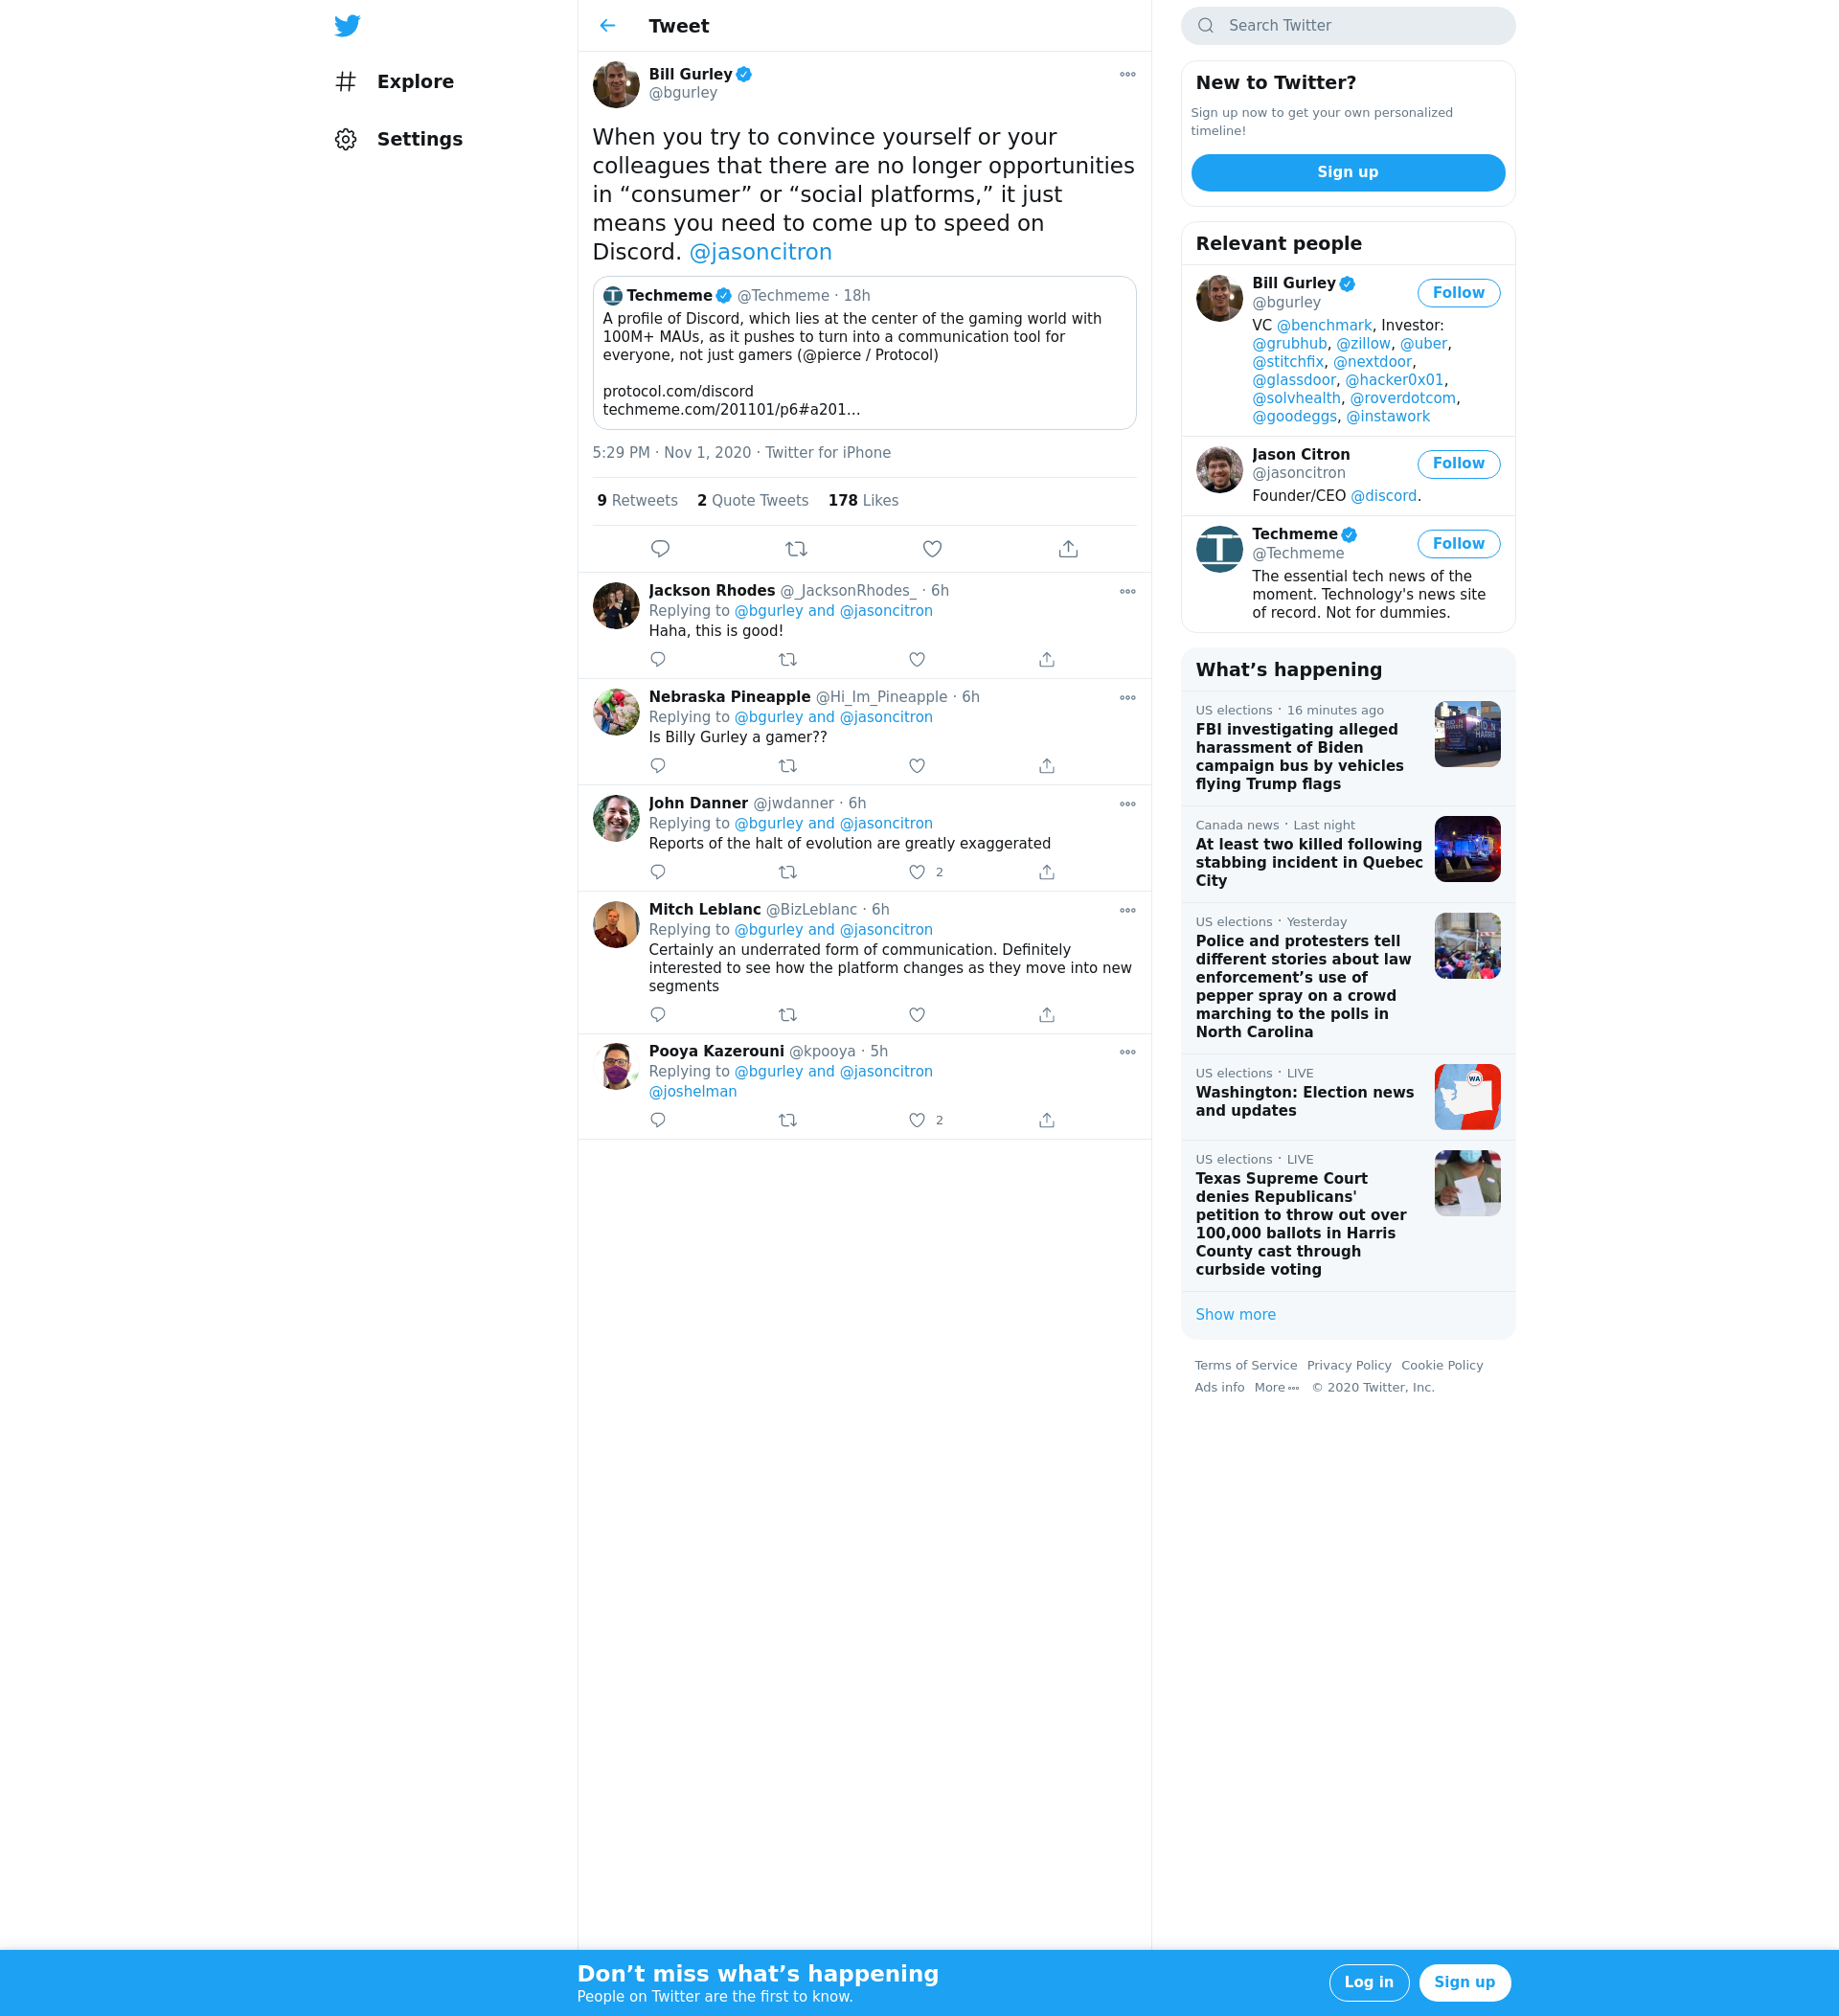 Explore
Settings
Tweet
Bill Gurley
@bgurley
When you try to convince yourself or your
colleagues that there are no longer opportunities
in “consumer” or “social platforms,” it just
means you need to come up to speed on
Discord. @jasoncitron
Techmeme @Techmeme · 18h
A profile of Discord, which lies at the center of the gaming world with
100M+ MAUs, as it pushes to turn into a communication tool for
everyone, not just gamers (@pierce / Protocol)
protocol.com/discord
techmeme.com/201101/p6#a201…
5:29 PM · Nov 1, 2020 · Twitter for iPhone
9 Retweets 2 Quote Tweets 178 Likes
Jackson Rhodes @_JacksonRhodes_ · 6h
Replying to @bgurley and @jasoncitron
Haha, this is good!
Nebraska Pineapple @Hi_Im_Pineapple · 6h
Replying to @bgurley and @jasoncitron
Is Billy Gurley a gamer??
John Danner @jwdanner · 6h
Replying to @bgurley and @jasoncitron
Reports of the halt of evolution are greatly exaggerated
2
Mitch Leblanc @BizLeblanc · 6h
Replying to @bgurley and @jasoncitron
Certainly an underrated form of communication. Definitely
interested to see how the platform changes as they move into new
segments
Pooya Kazerouni @kpooya · 5h
Replying to @bgurley and @jasoncitron
@joshelman
2
Search Twitter
New to Twitter?
Sign up now to get your own personalized
timeline!
Sign up
Relevant people
Bill Gurley
@bgurley
Follow
VC @benchmark, Investor:
@grubhub, @zillow, @uber,
@stitchfix, @nextdoor,
@glassdoor, @hacker0x01,
@solvhealth, @roverdotcom,
@goodeggs, @instawork
Jason Citron
@jasoncitron
Follow
Founder/CEO @discord.
Techmeme
@Techmeme
Follow
The essential tech news of the
moment. Technology's news site
of record. Not for dummies.
What’s happening
US elections · 16 minutes ago
FBI investigating alleged
harassment of Biden
campaign bus by vehicles
flying Trump flags
Canada news · Last night
At least two killed following
stabbing incident in Quebec
City
US elections · Yesterday
Police and protesters tell
different stories about law
enforcement’s use of
pepper spray on a crowd
marching to the polls in
North Carolina
US elections · LIVE
Washington: Election news
and updates
WA
US elections · LIVE
Texas Supreme Court
denies Republicans'
petition to throw out over
100,000 ballots in Harris
County cast through
curbside voting
Show more
Terms of Service Privacy Policy Cookie Policy
Ads info More © 2020 Twitter, Inc.
Don’t miss what’s happening
People on Twitter are the first to know.
Log in
Sign up